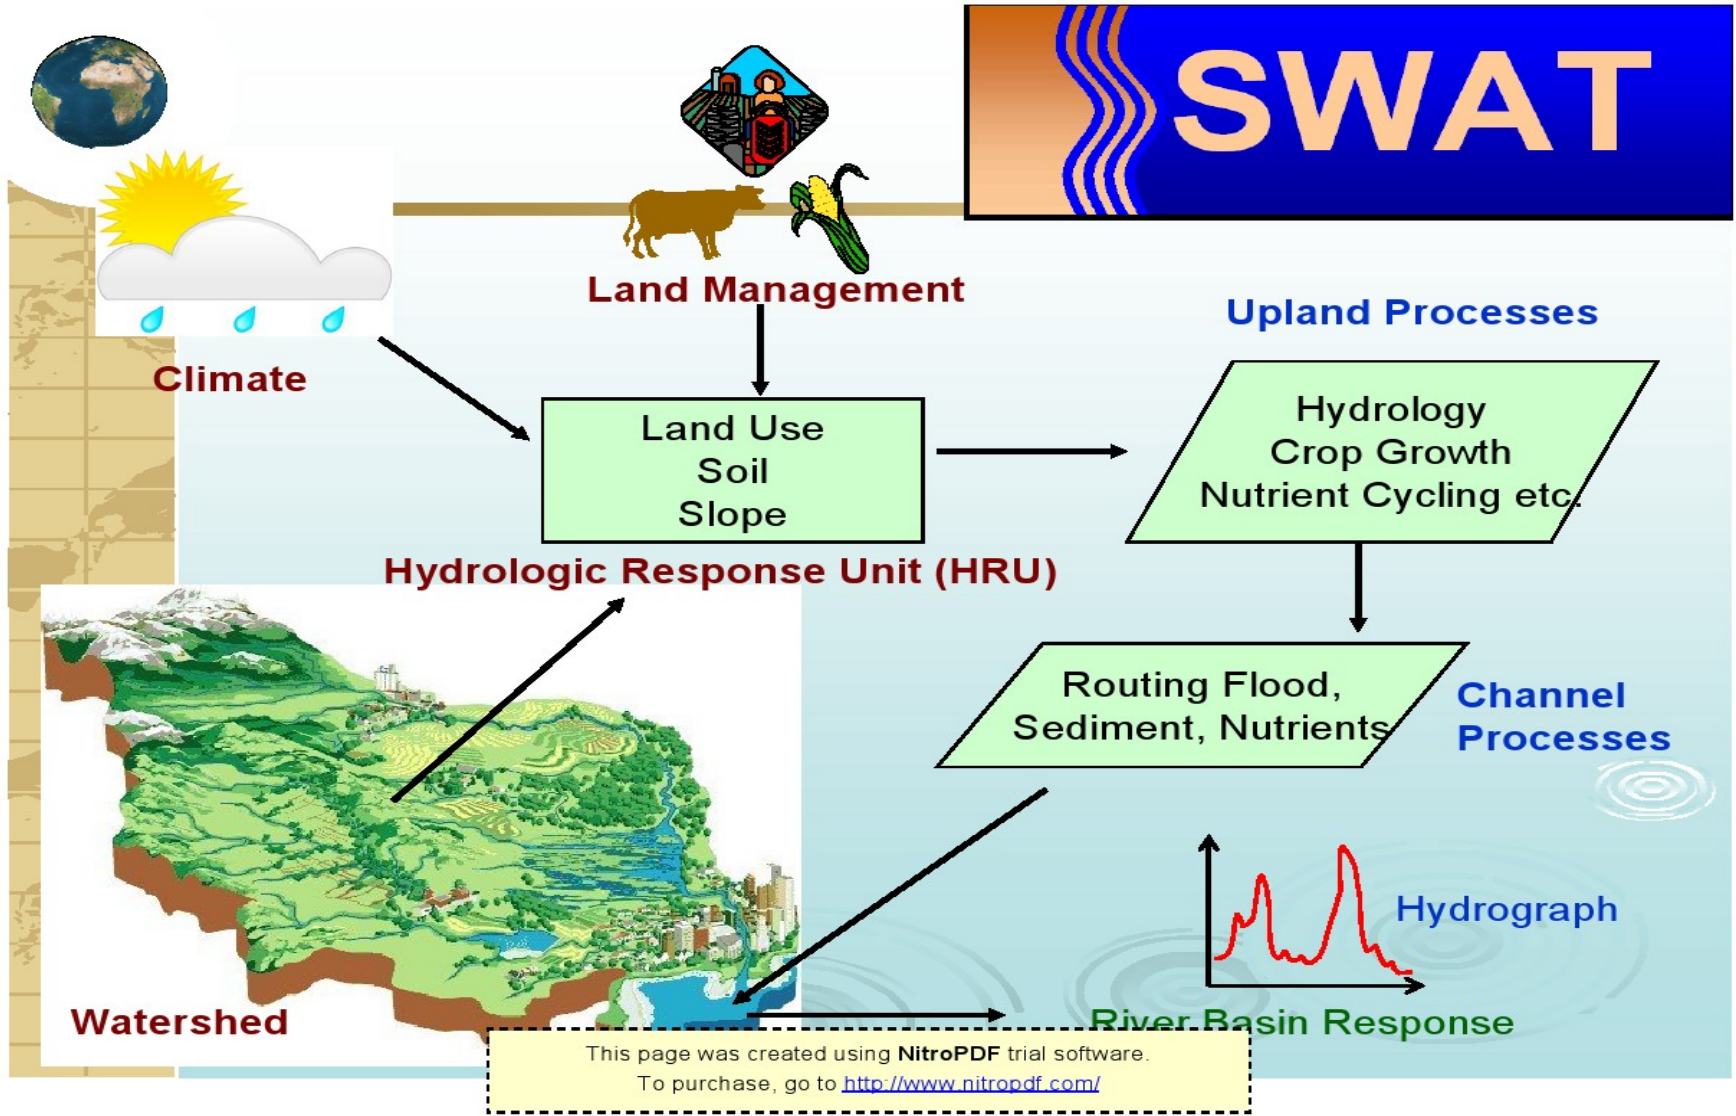 SWAT
Land Management
Climate
Upland Processes
Land Use
Soil
Slope
Hydrology
Crop Growth
Nutrient Cycling etc.
Hydrologic Response Unit (HRU)
Routing Flood,
Sediment, Nutrients
Channel
Processes
Hydrograph
Watershed
River Basin Response
This page was created using NitroPDF trial software.
To purchase, go to http://www.nitropdf.com/